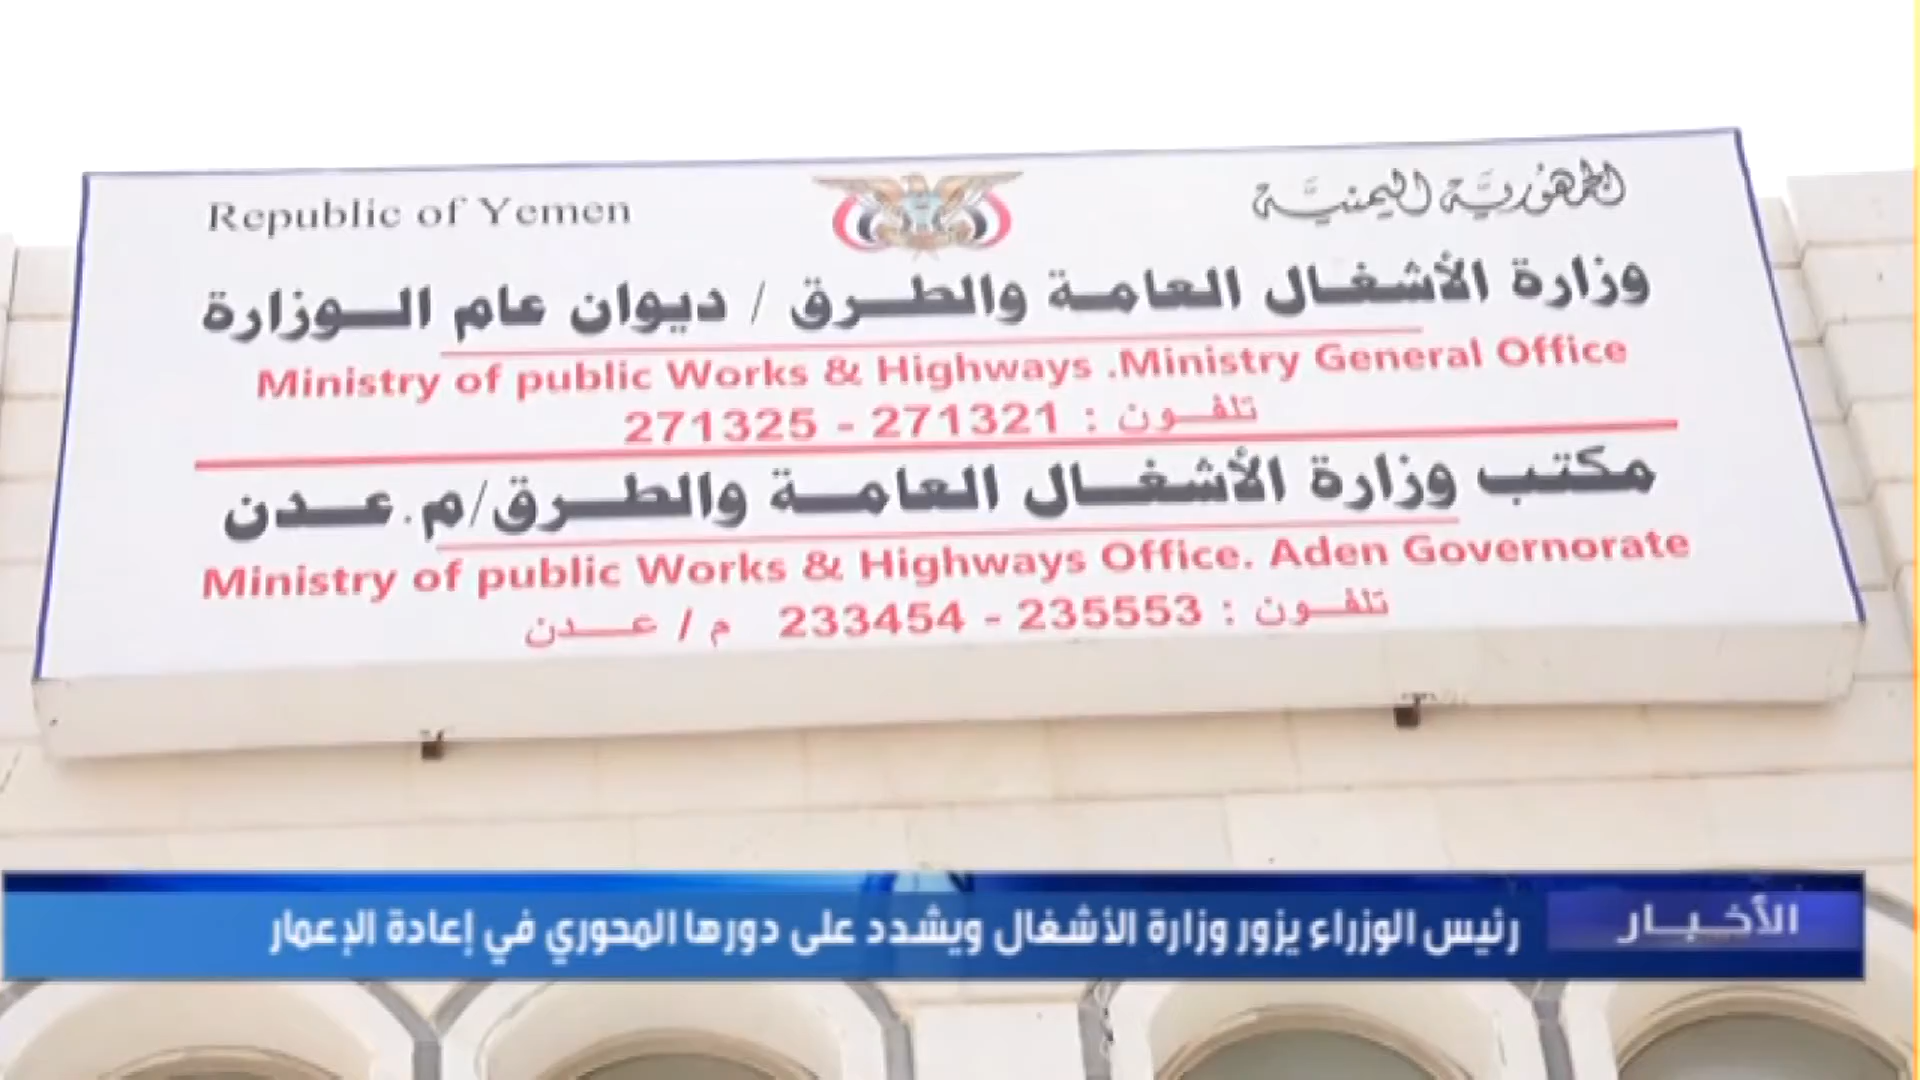 Republic of Yemen
الجمهورية اليمنية
وزارة الأشغال العامة والطرق / ديوان عام الوزارة
Ministry of public Works & Highways .Ministry General Office
تلفون : 271321 - 271325
مكتب وزارة الأشغال العامة والطرق/م.عدن
Ministry of public Works & Highways Office. Aden Governorate
تلفون : 235553 - 233454 م / عدن
الأخبار
رئيس الوزراء يزور وزارة الأشغال ويشدد على دورها المحوري في إعادة الإعمار